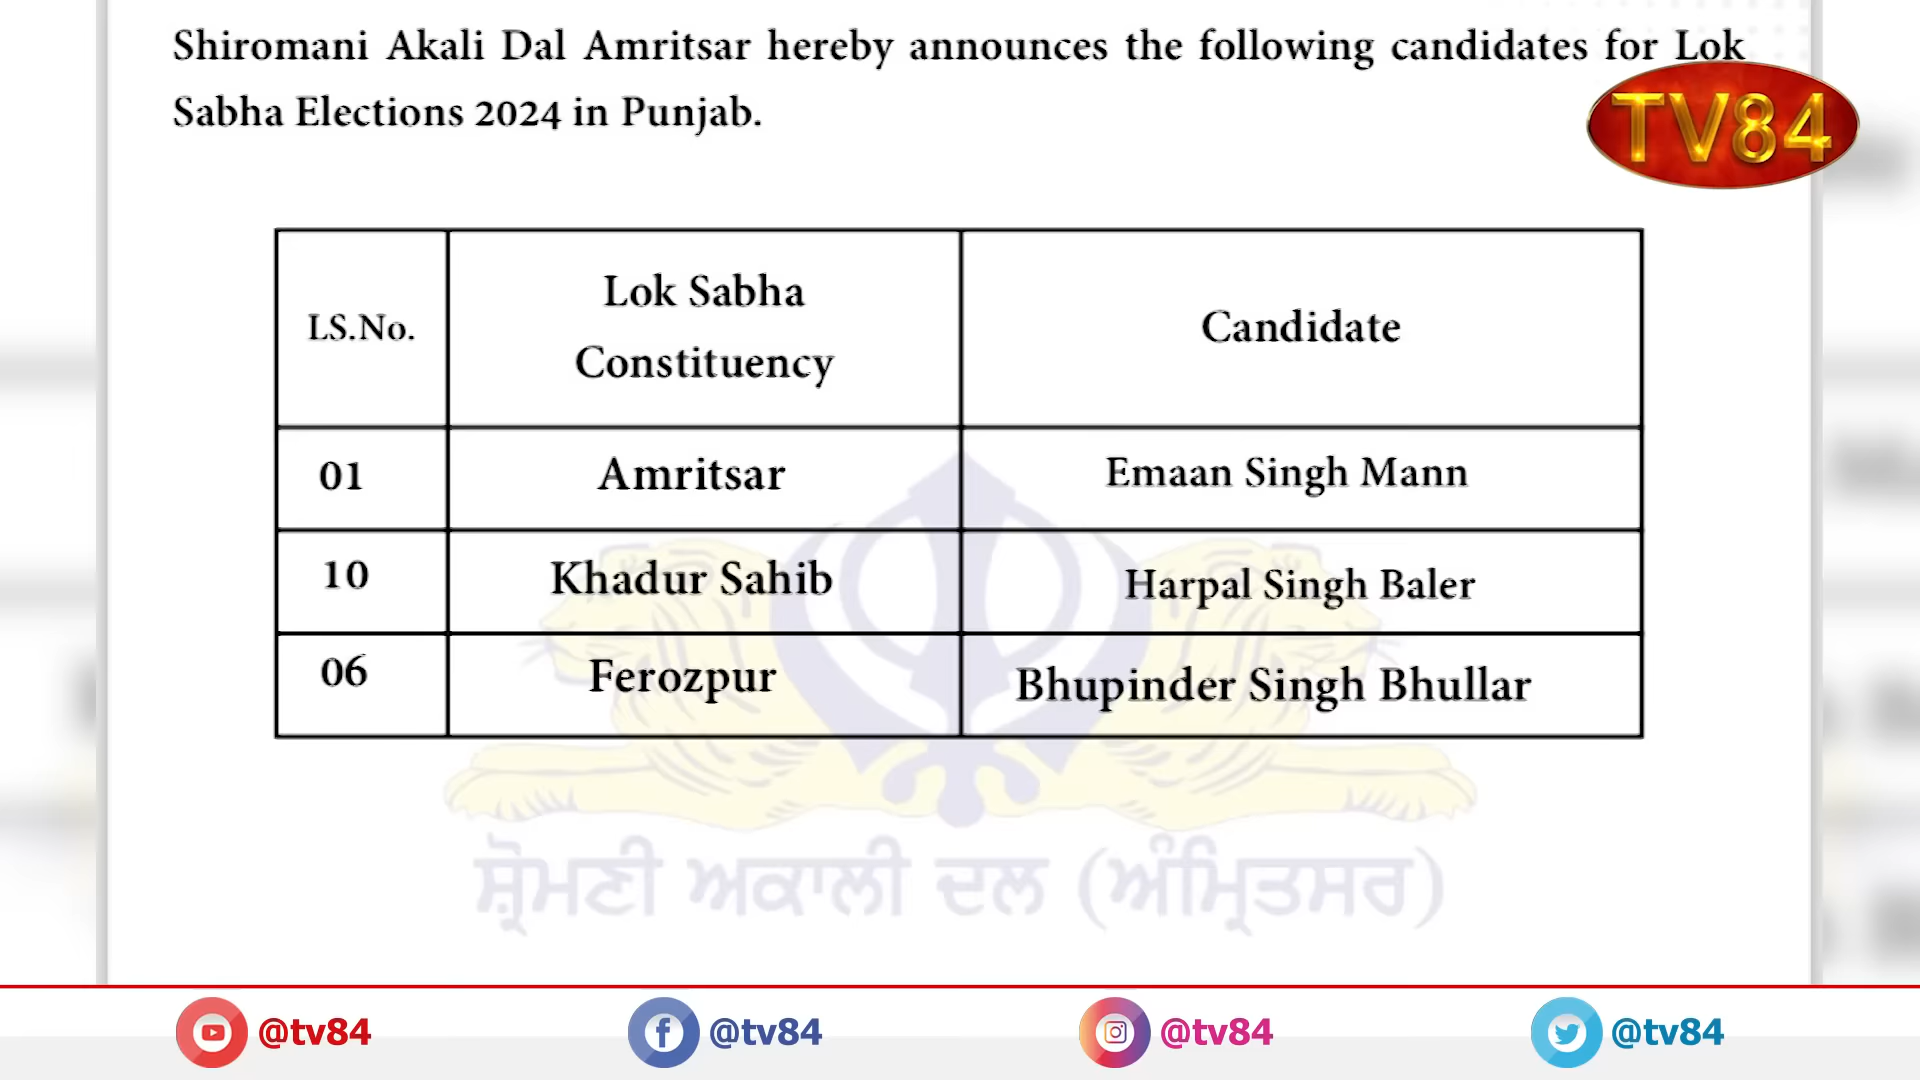 Shiromani Akali Dal Amritsar hereby announces the following candidates for Lok
Sabha Elections 2024 in Punjab.
TV84
LS.No.
Lok Sabha
Constituency
Candidate
01
Amritsar
Emaan Singh Mann
10
Khadur Sahib
Harpal Singh Baler
06
Ferozpur
Bhupinder Singh Bhullar
ਸ਼੍ਰੋਮਣੀ ਅਕਾਲੀ ਦਲ (ਅੰਮ੍ਰਿਤਸਰ)
@tv84
@tv84
@tv84
@tv84